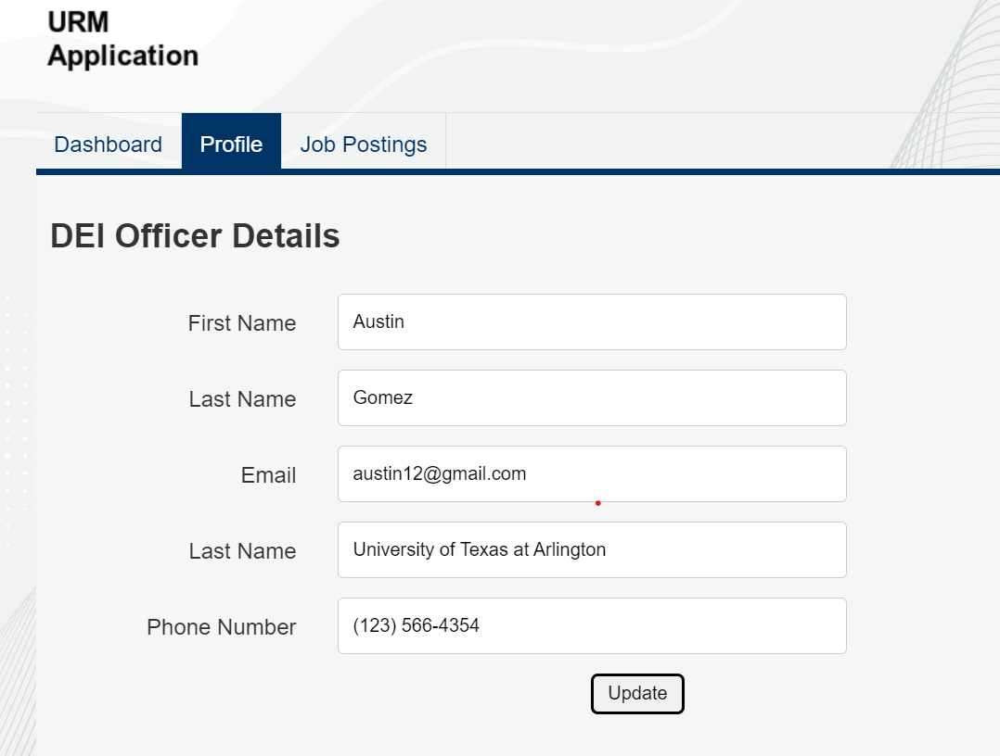 URM
Application
Dashboard Profile Job Postings
DEI Officer Details
First Name Austin
Last Name Gomez
Email austin12@gmail.com
Last Name University of Texas at Arlington
Phone Number (123) 566-4354
Update